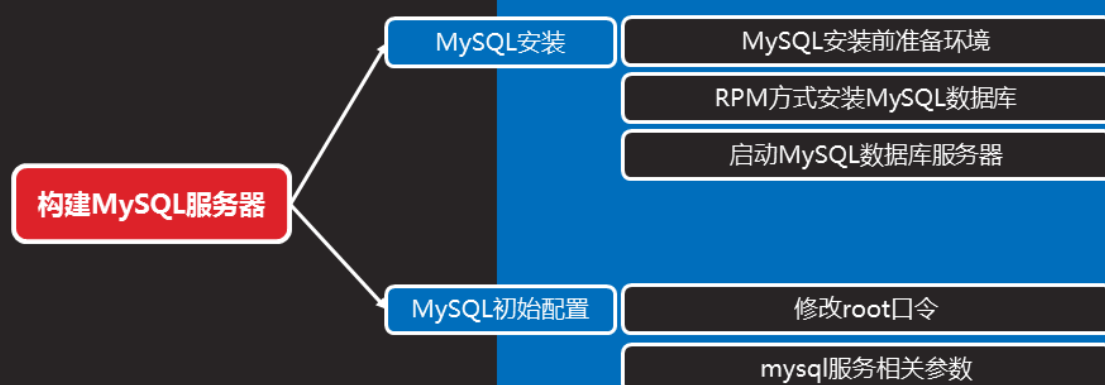 构建MySQL服务器
MySQL安装
MySQL安装前准备环境
RPM方式安装MySQL数据库
启动MySQL数据库服务器
MySQL初始配置
修改root口令
mysql服务相关参数